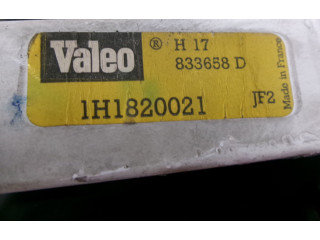 Valeo ® H 17
833658 D
1H1820021 JF2
Made in France